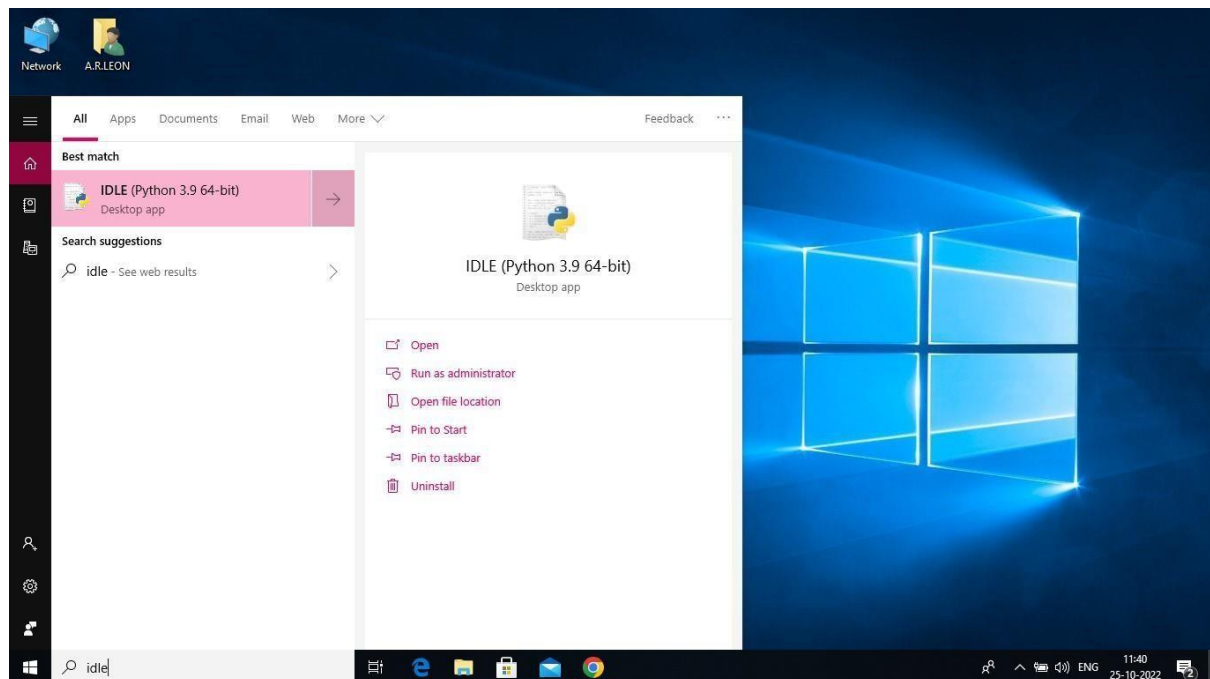 Network
A.R.LEON
All Apps Documents Email Web More
Feedback ...
Best match
IDLE (Python 3.9 64-bit)
Desktop app
Search suggestions
idle - See web results
IDLE (Python 3.9 64-bit)
Desktop app
Open
Run as administrator
Open file location
Pin to Start
Pin to taskbar
Uninstall
idle
ENG
11:40
25-10-2022
2